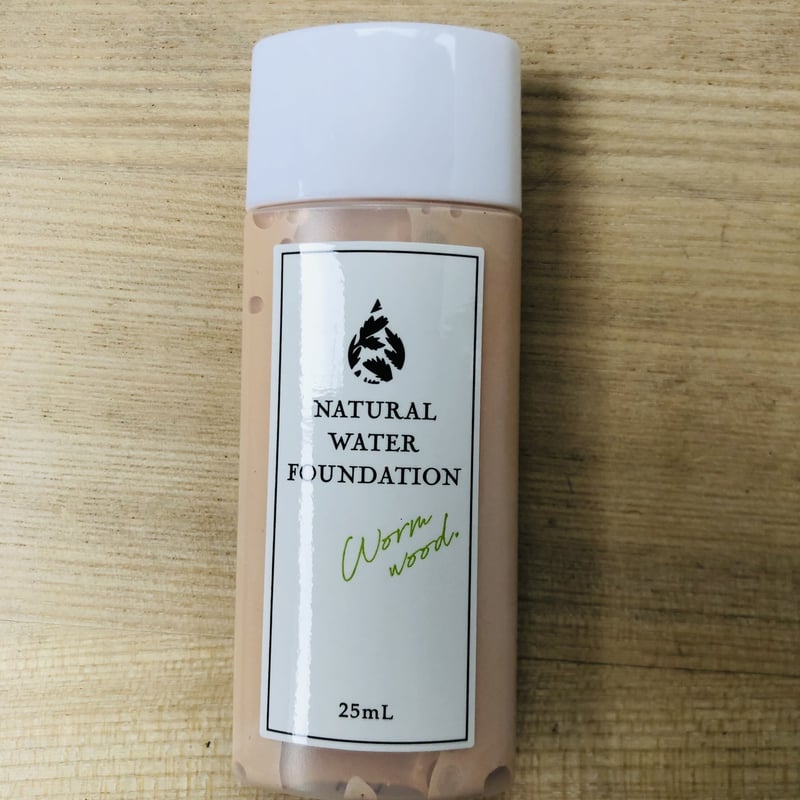 NATURAL
WATER
FOUNDATION
Worm
wood.
25mL